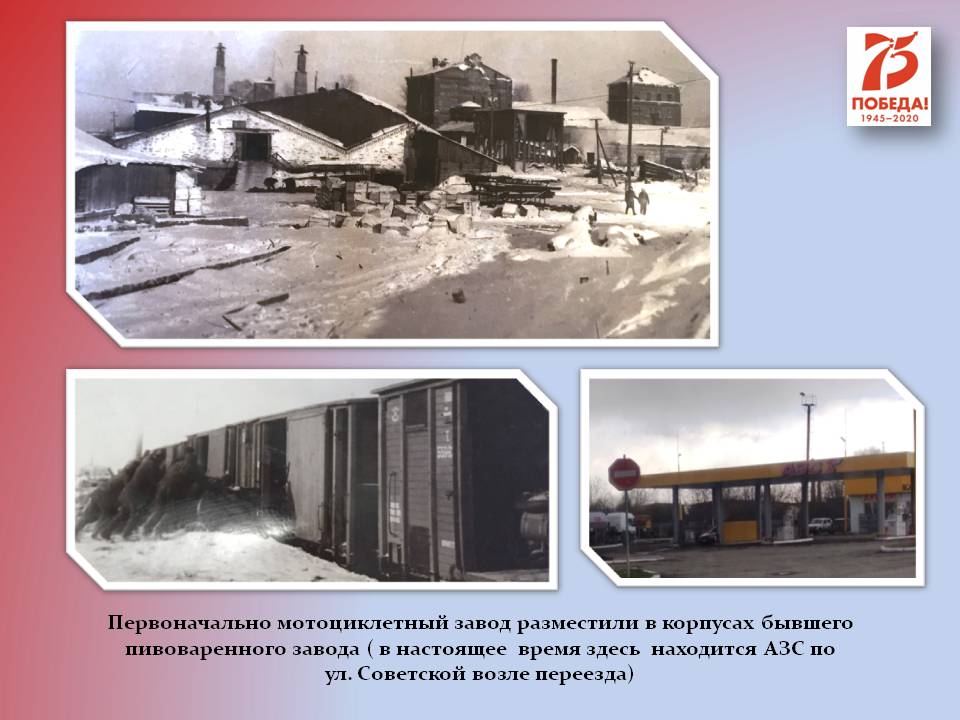 75
ПОБЕДА!
1945–2020
Первоначально мотоциклетный завод разместили в корпусах бывшего
пивоваренного завода ( в настоящее время здесь находится АЗС по
ул. Советской возле переезда)